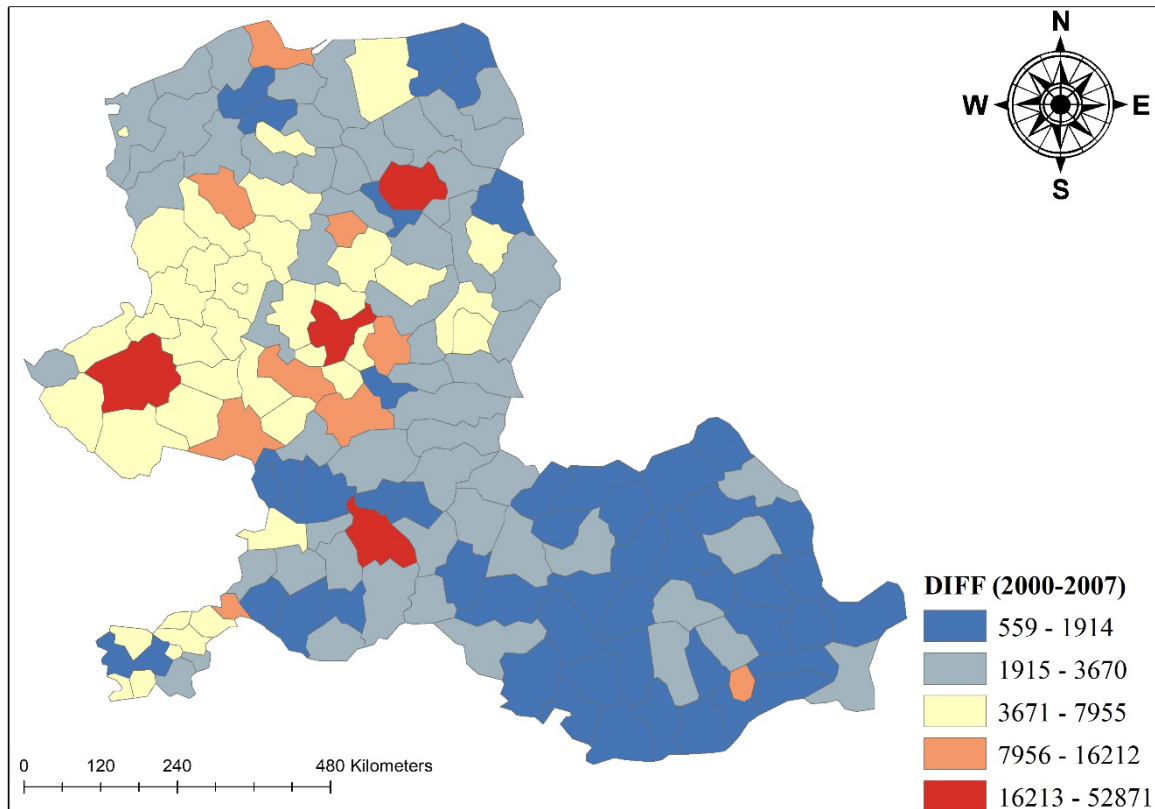 N
W E
S
DIFF (2000-2007)
559 - 1914
1915 - 3670
3671 - 7955
7956 - 16212
16213 - 52871
0 120 240 480 Kilometers